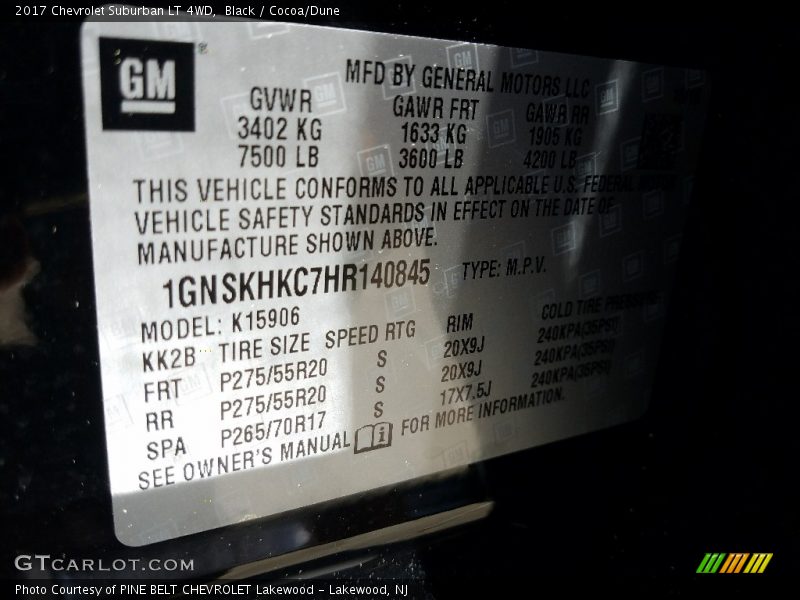 2017 Chevrolet Suburban LT 4WD, Black / Cocoa/Dune
GM ®
MFD BY GENERAL MOTORS LLC
GVWR GAWR FRT GAWR RR
3402 KG 1633 KG 1905 KG
7500 LB 3600 LB 4200 LB
THIS VEHICLE CONFORMS TO ALL APPLICABLE U.S. FEDERAL MOTOR
VEHICLE SAFETY STANDARDS IN EFFECT ON THE DATE OF
MANUFACTURE SHOWN ABOVE.
1GNSKHKC7HR140845 TYPE: M.P.V.
MODEL: K15906
KK2B TIRE SIZE SPEED RTG RIM COLD TIRE PRESSURE
FRT P275/55R20 S 20X9J 240KPA(35PSI)
RR P275/55R20 S 20X9J 240KPA(35PSI)
SPA P265/70R17 S 17X7.5J 240KPA(35PSI)
SEE OWNER'S MANUAL FOR MORE INFORMATION.
GTCARLOT.COM
Photo Courtesy of PINE BELT CHEVROLET Lakewood - Lakewood, NJ